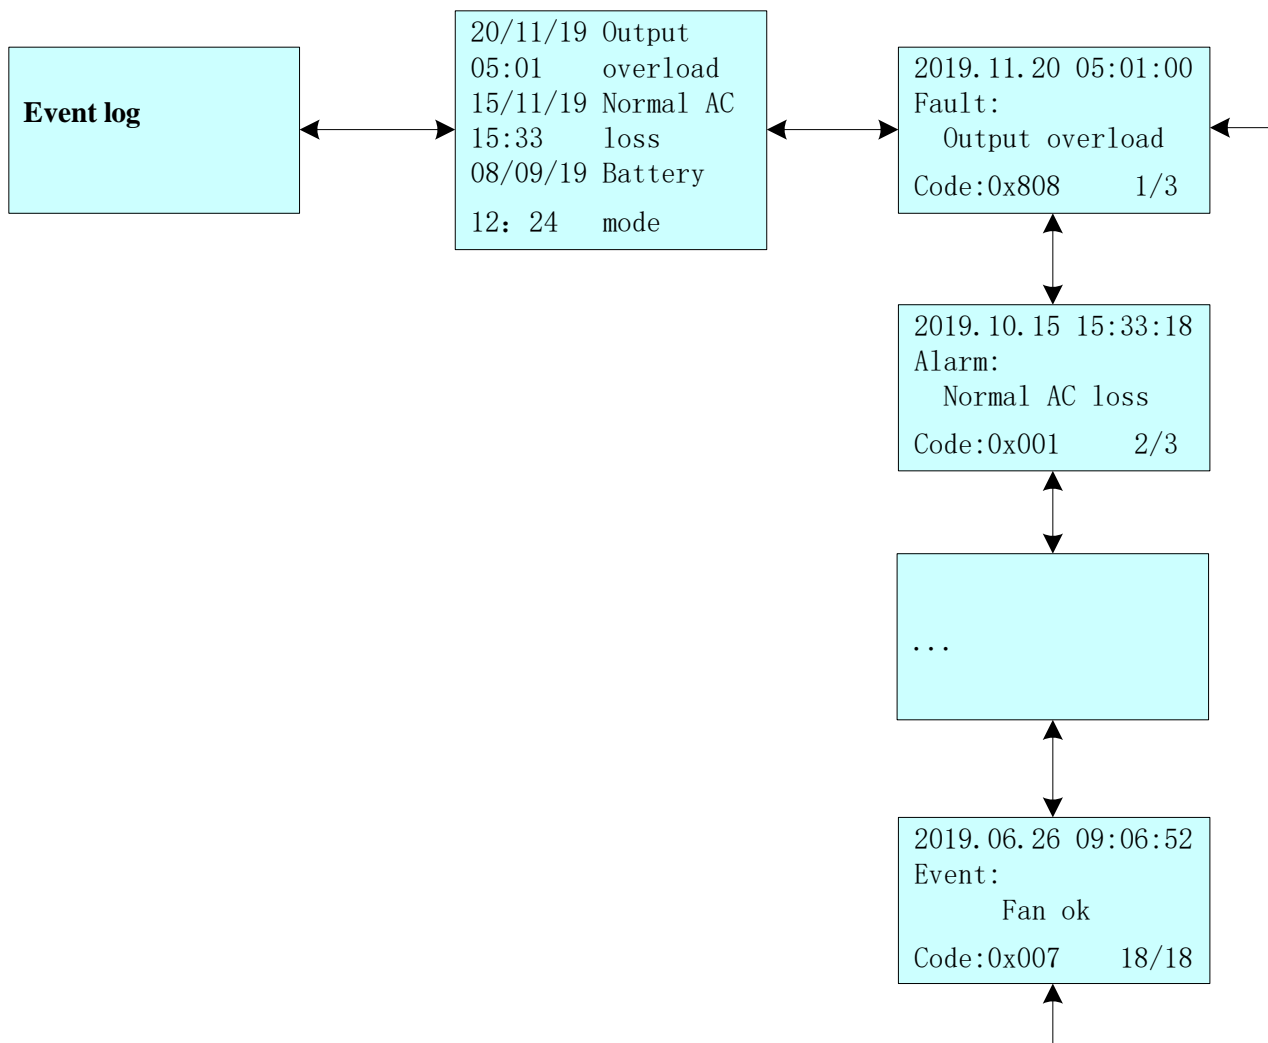 Event log
20/11/19 Output
05:01 overload
15/11/19 Normal AC
15:33 loss
08/09/19 Battery
12：24 mode
2019.11.20 05:01:00
Fault:
Output overload
Code:0x808 1/3
2019.10.15 15:33:18
Alarm:
Normal AC loss
Code:0x001 2/3
...
2019.06.26 09:06:52
Event:
Fan ok
Code:0x007 18/18